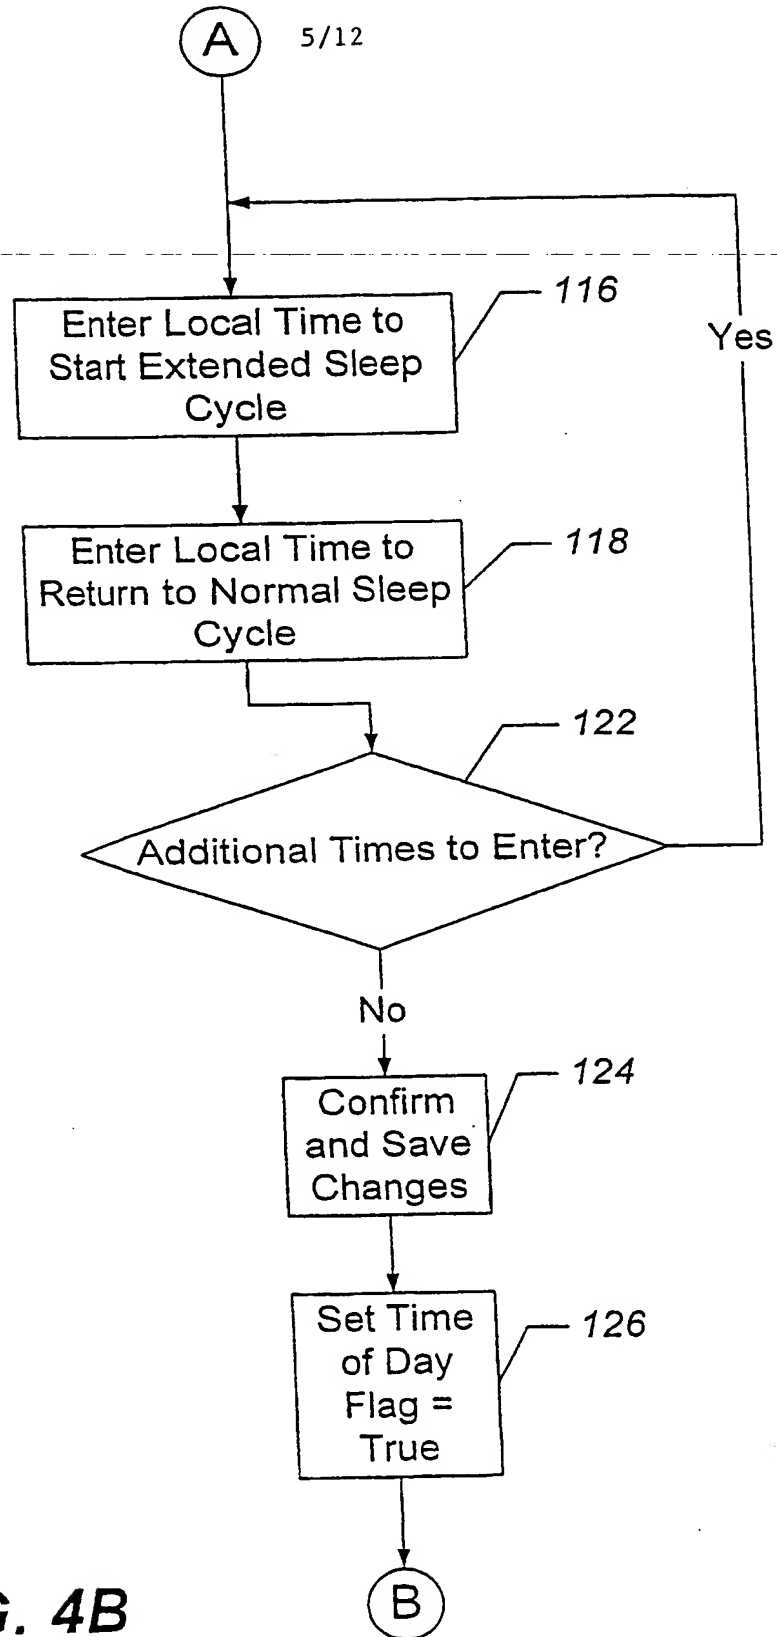 A
5/12
Enter Local Time to
Start Extended Sleep
Cycle
116
Yes
Enter Local Time to
Return to Normal Sleep
Cycle
118
122
Additional Times to Enter?
No
Confirm
and Save
Changes
124
Set Time
of Day
Flag =
True
126
B
G. 4B